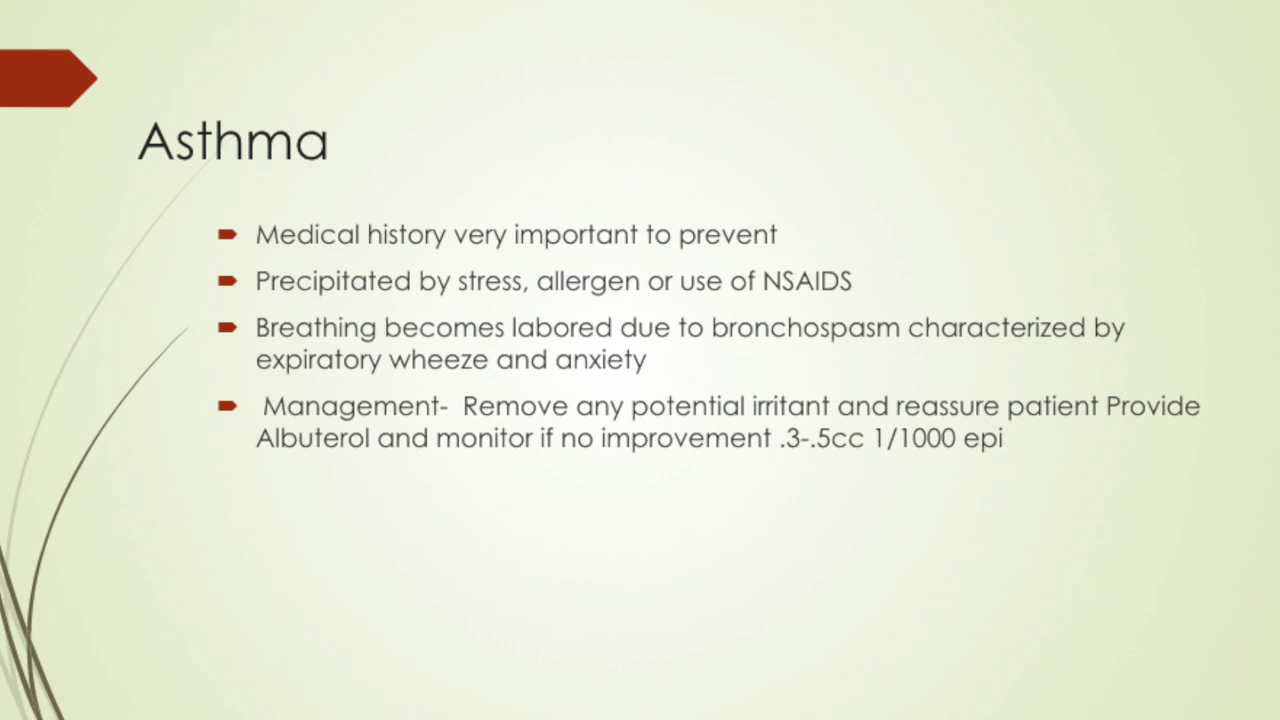 Asthma
Medical history very important to prevent
Precipitated by stress, allergen or use of NSAIDS
Breathing becomes labored due to bronchospasm characterized by
expiratory wheeze and anxiety
Management-  Remove any potential irritant and reassure patient Provide
Albuterol and monitor if no improvement .3-.5cc 1/1000 epi